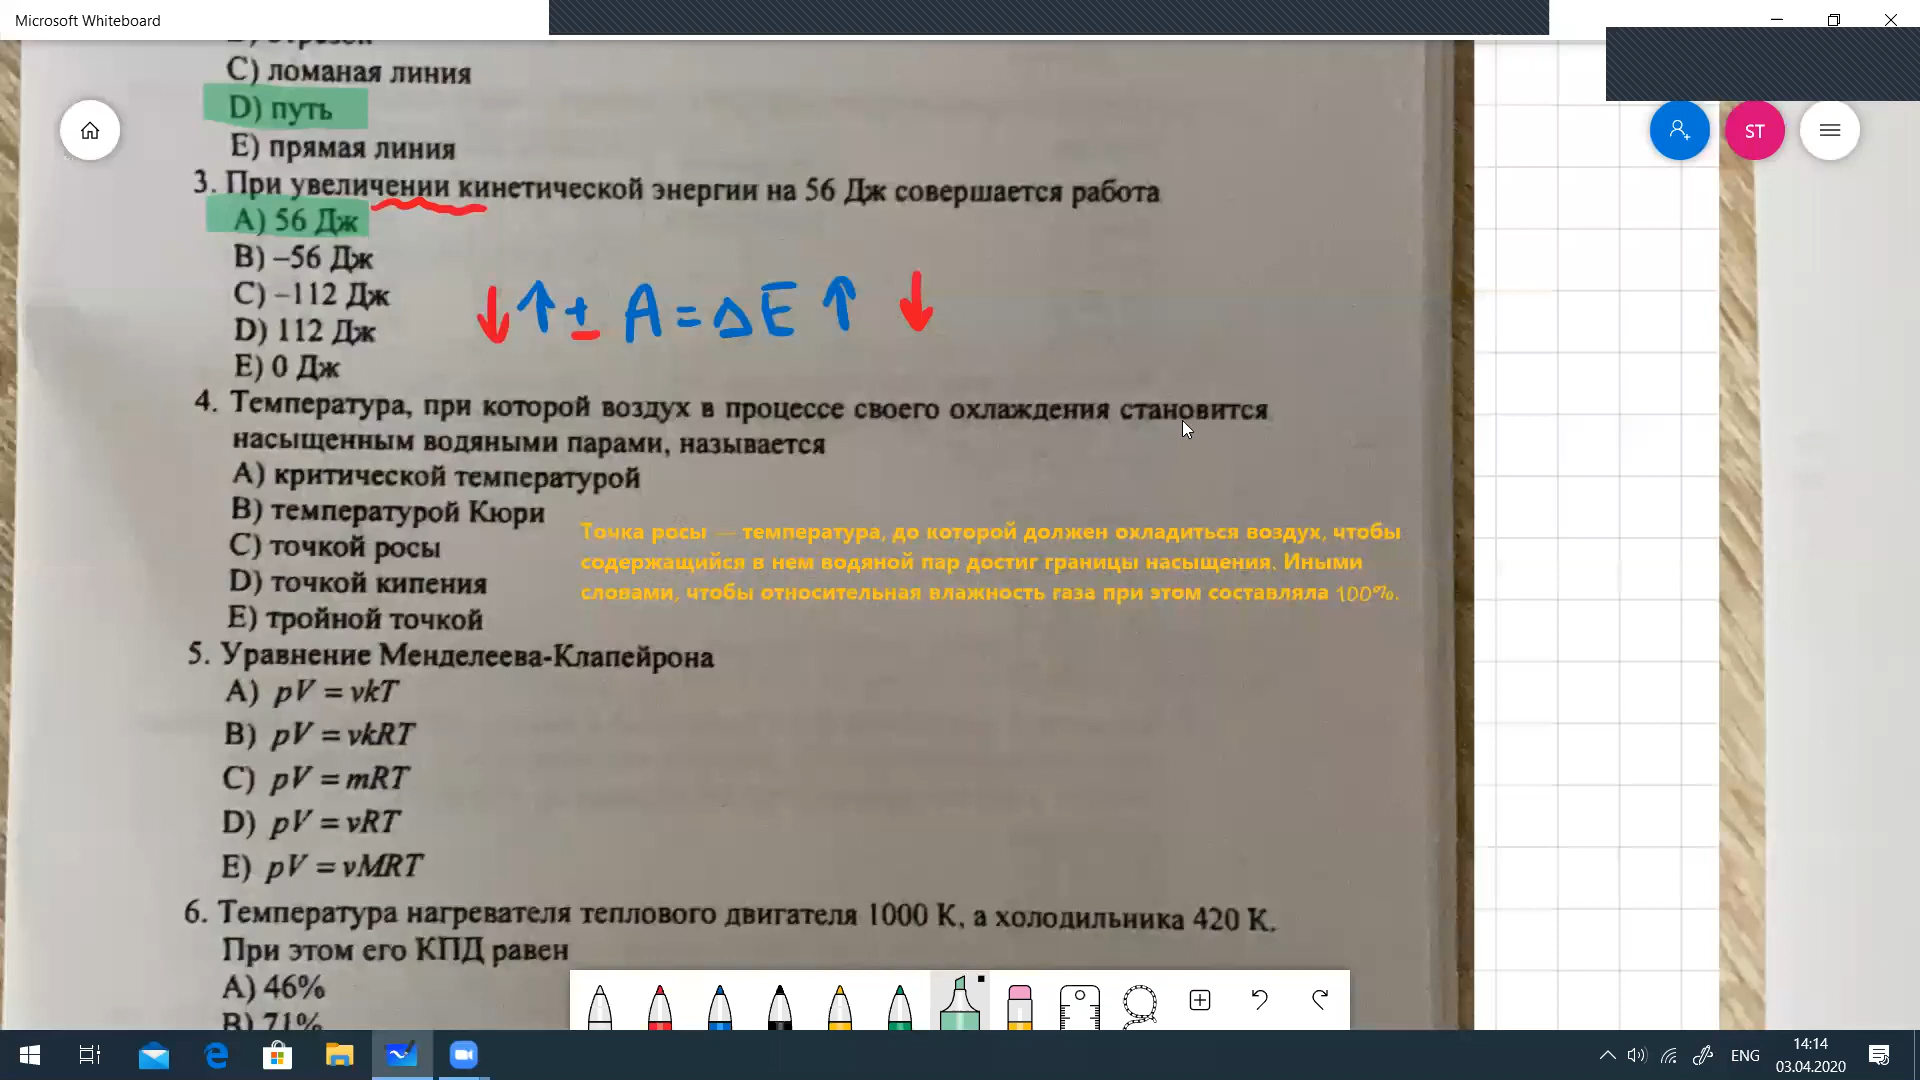 Microsoft Whiteboard
C) ломаная линия
D) путь
E) прямая линия
ST
3. При увеличении кинетической энергии на 56 Дж совершается работа
A) 56 Дж
B) –56 Дж
C) –112 Дж
D) 112 Дж
E) 0 Дж
↓ ↑ ± A = ΔE ↑ ↓
4. Температура, при которой воздух в процессе своего охлаждения становится
насыщенным водяными парами, называется
A) критической температурой
B) температурой Кюри
C) точкой росы
D) точкой кипения
E) тройной точкой
Точка росы — температура, до которой должен охладиться воздух, чтобы
содержащийся в нем водяной пар достиг границы насыщения. Иными
словами, чтобы относительная влажность газа при этом составляла 100%.
5. Уравнение Менделеева-Клапейрона
A) pV = νkT
B) pV = νkRT
C) pV = mRT
D) pV = νRT
E) pV = νMRT
6. Температура нагревателя теплового двигателя 1000 К, а холодильника 420 К.
При этом его КПД равен
A) 46%
B) 71%
ENG
14:14
03.04.2020